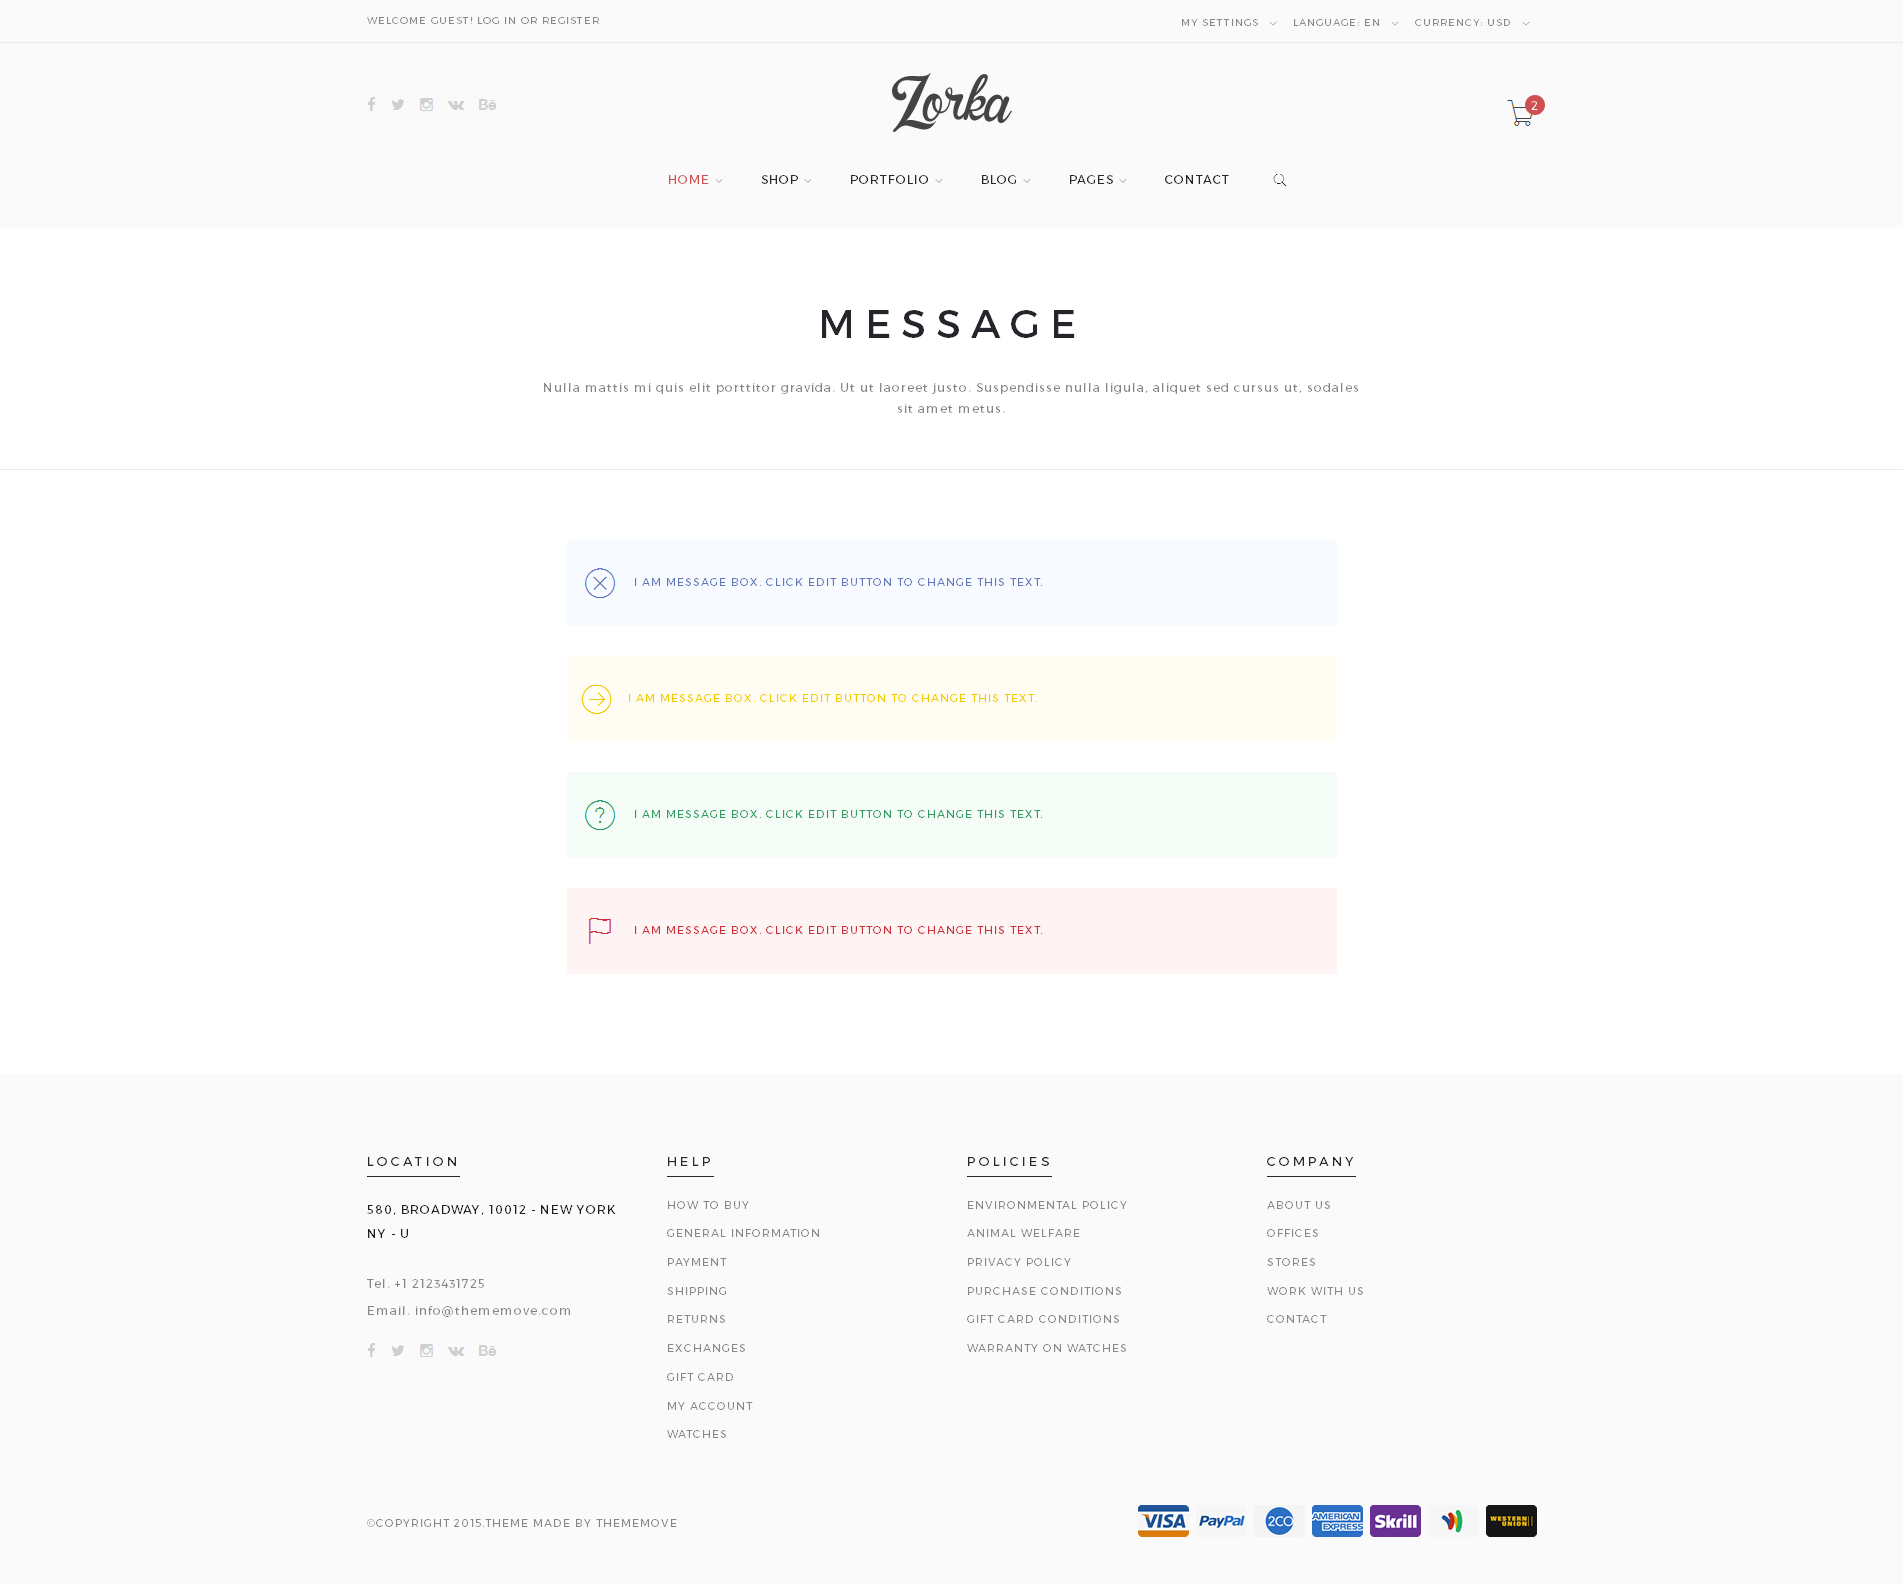 WELCOME GUEST! LOG IN OR REGISTER
MY SETTINGS LANGUAGE: EN CURRENCY: USD
Bē
Zorka
2
HOME SHOP PORTFOLIO BLOG PAGES CONTACT
MESSAGE
Nulla mattis mi quis elit porttitor gravida. Ut ut laoreet justo. Suspendisse nulla ligula, aliquet sed cursus ut, sodales
sit amet metus.
I AM MESSAGE BOX. CLICK EDIT BUTTON TO CHANGE THIS TEXT.
I AM MESSAGE BOX. CLICK EDIT BUTTON TO CHANGE THIS TEXT.
I AM MESSAGE BOX. CLICK EDIT BUTTON TO CHANGE THIS TEXT.
I AM MESSAGE BOX. CLICK EDIT BUTTON TO CHANGE THIS TEXT.
LOCATION
580, BROADWAY, 10012 - NEW YORK
NY - U
Tel. +1 2123431725
Email. info@thememove.com
Bē
HELP
HOW TO BUY
GENERAL INFORMATION
PAYMENT
SHIPPING
RETURNS
EXCHANGES
GIFT CARD
MY ACCOUNT
WATCHES
POLICIES
ENVIRONMENTAL POLICY
ANIMAL WELFARE
PRIVACY POLICY
PURCHASE CONDITIONS
GIFT CARD CONDITIONS
WARRANTY ON WATCHES
COMPANY
ABOUT US
OFFICES
STORES
WORK WITH US
CONTACT
©COPYRIGHT 2015.THEME MADE BY THEMEMOVE
VISA PayPal 2CO AMERICAN EXPRESS Skrill WESTERN UNION